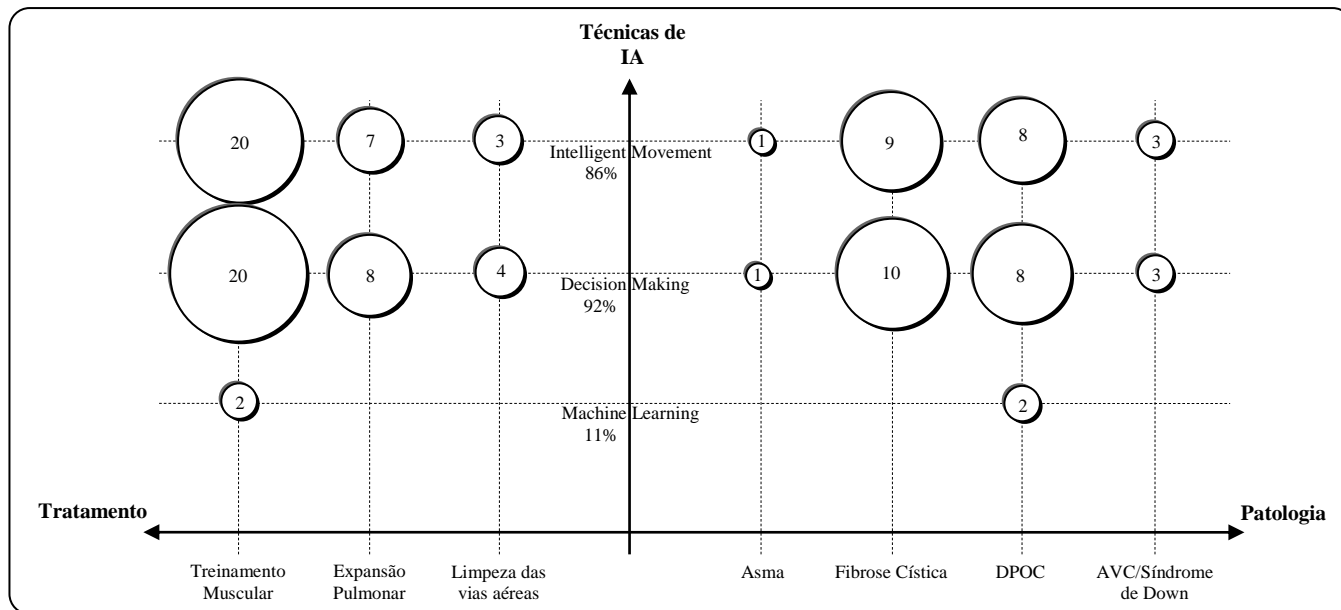 Técnicas de
IA
20
7
3
1
9
8
3
Intelligent Movement
86%
20
8
4
1
10
8
3
Decision Making
92%
2
2
Machine Learning
11%
Tratamento
Patologia
Treinamento
Muscular
Expansão
Pulmonar
Limpeza das
vias aéreas
Asma
Fibrose Cística
DPOC
AVC/Síndrome
de Down